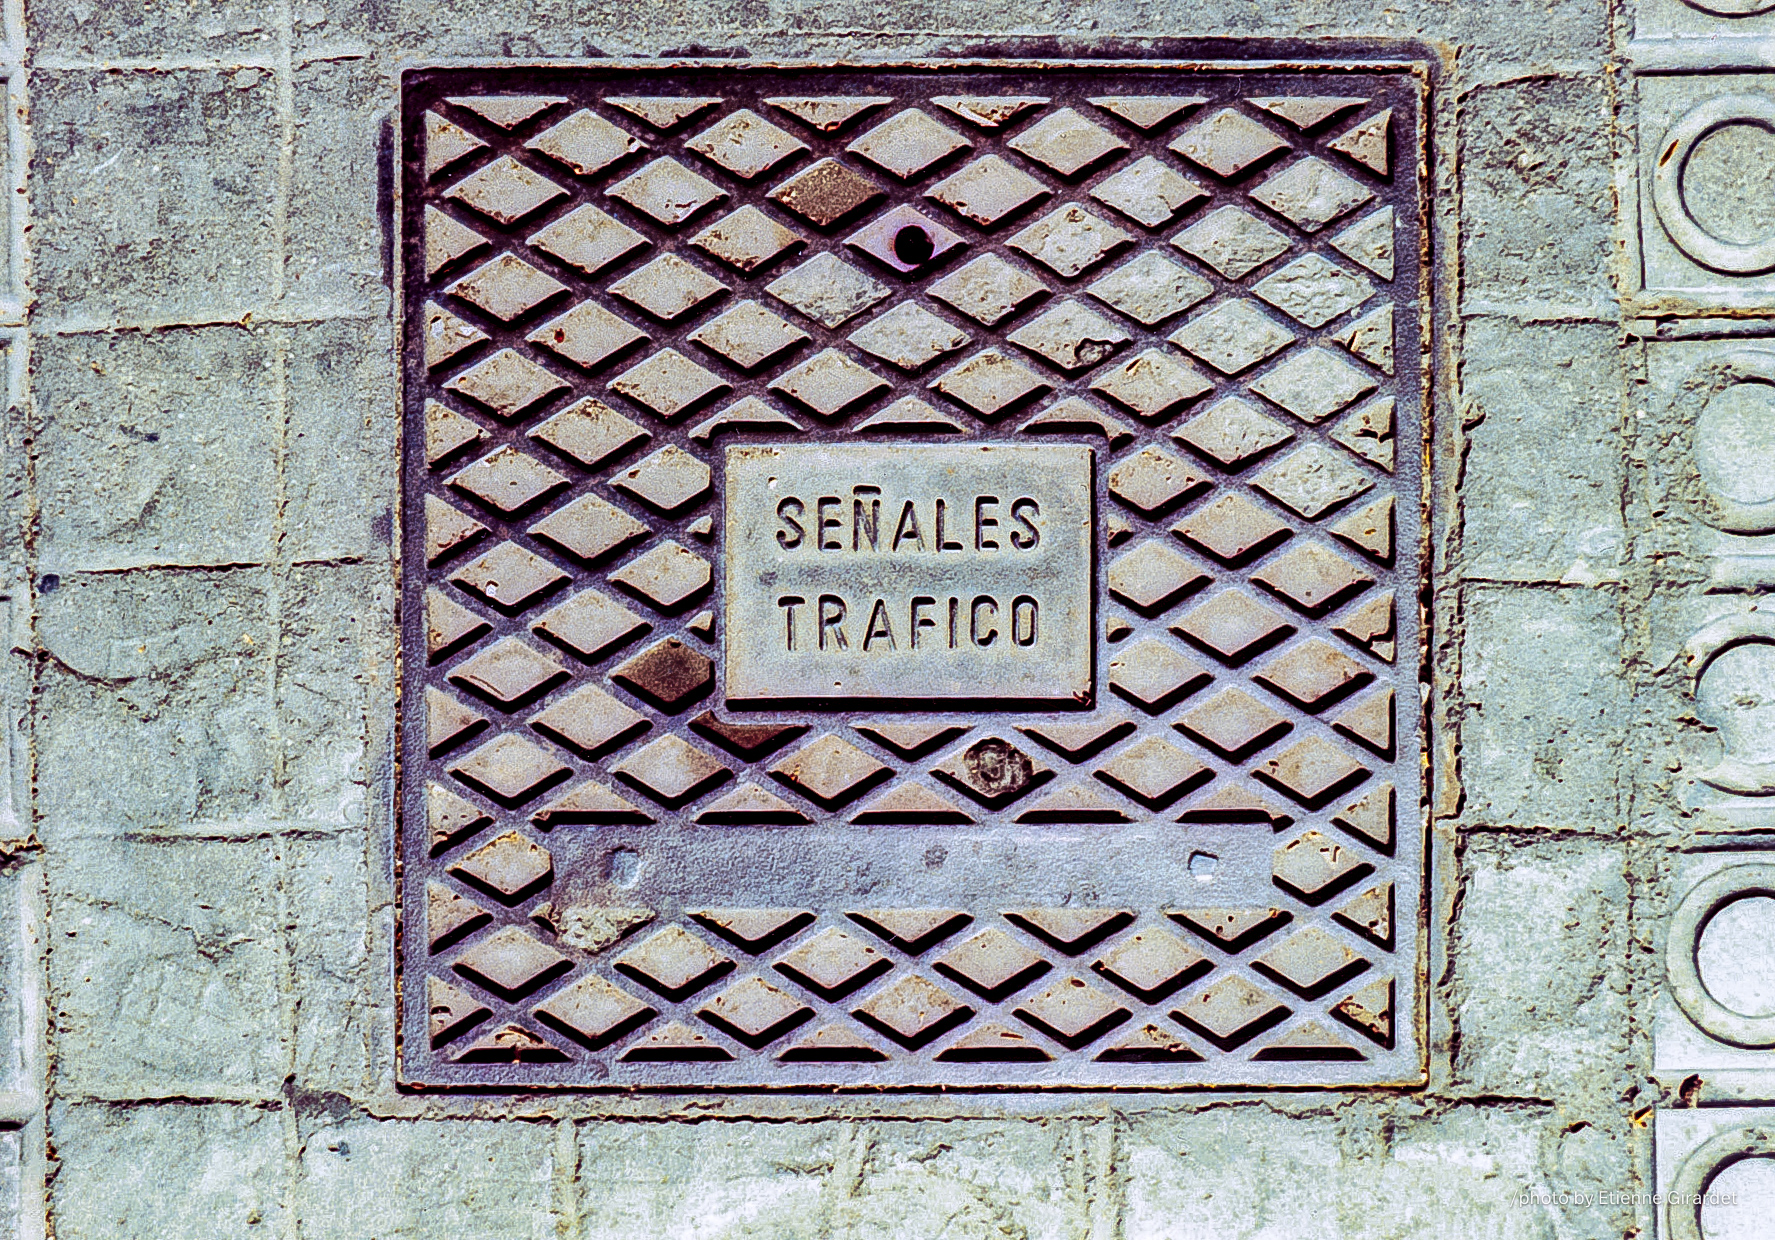 SEÑALES
TRAFICO
/photo by Etienne Girardet